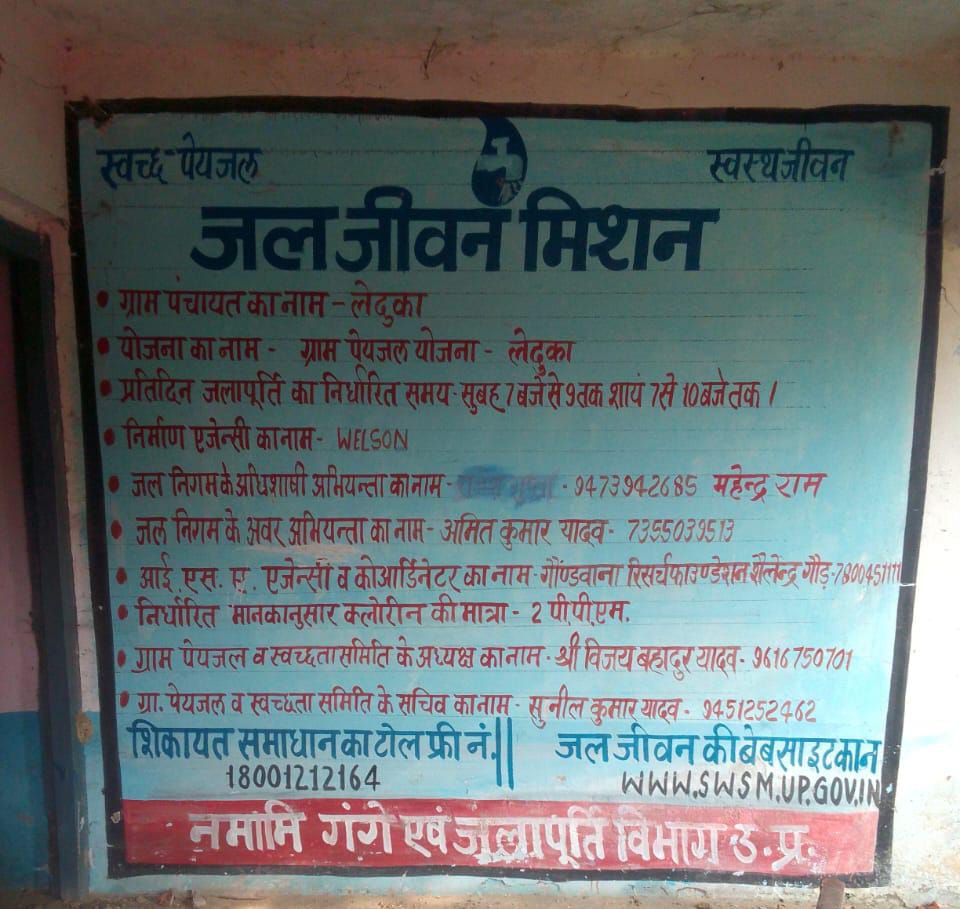 स्वच्छ-पेयजल स्वस्थ जीवन
जल जीवन मिशन
• ग्राम पंचायत का नाम - लेदुका
• योजना का नाम - ग्राम पेयजल योजना - लेदुका
• प्रतिदिन जलापूर्ति का निर्धारित समय-सुबह 7 बजे से 9 तक शायं 7 से 10 बजे तक।
• निर्माण एजेन्सी का नाम- WELSON
• जल निगम के अधिशाषी अभियन्ता का नाम- - 9473942685 महेन्द्र राम
• जल निगम के अवर अभियन्ता का नाम- अमित कुमार यादव- 7355039513
• आई.एस.ए. एजेन्सी व कोआर्डिनेटर का नाम-गौंण्डवाना रिसर्च फाउण्डेशन शैलेन्द्र गौड़-7800451111
• निर्धारित मानकानुसार क्लोरीन की मात्रा - 2 पी.पी.एम.
• ग्राम पेयजल व स्वच्छता समिति के अध्यक्ष का नाम- श्री विजय बहादुर यादव- 9616750701
• ग्रा. पेयजल व स्वच्छता समिति के सचिव का नाम- सुनील कुमार यादव- 9451252462
शिकायत समाधान का टोल फ्री नं.|| जल जीवन की बेबसाइट कान
18001212164 WWW.SWSM.UP.GOV.IN
नमामि गंगे एवं जलापूर्ति विभाग उ.प्र.